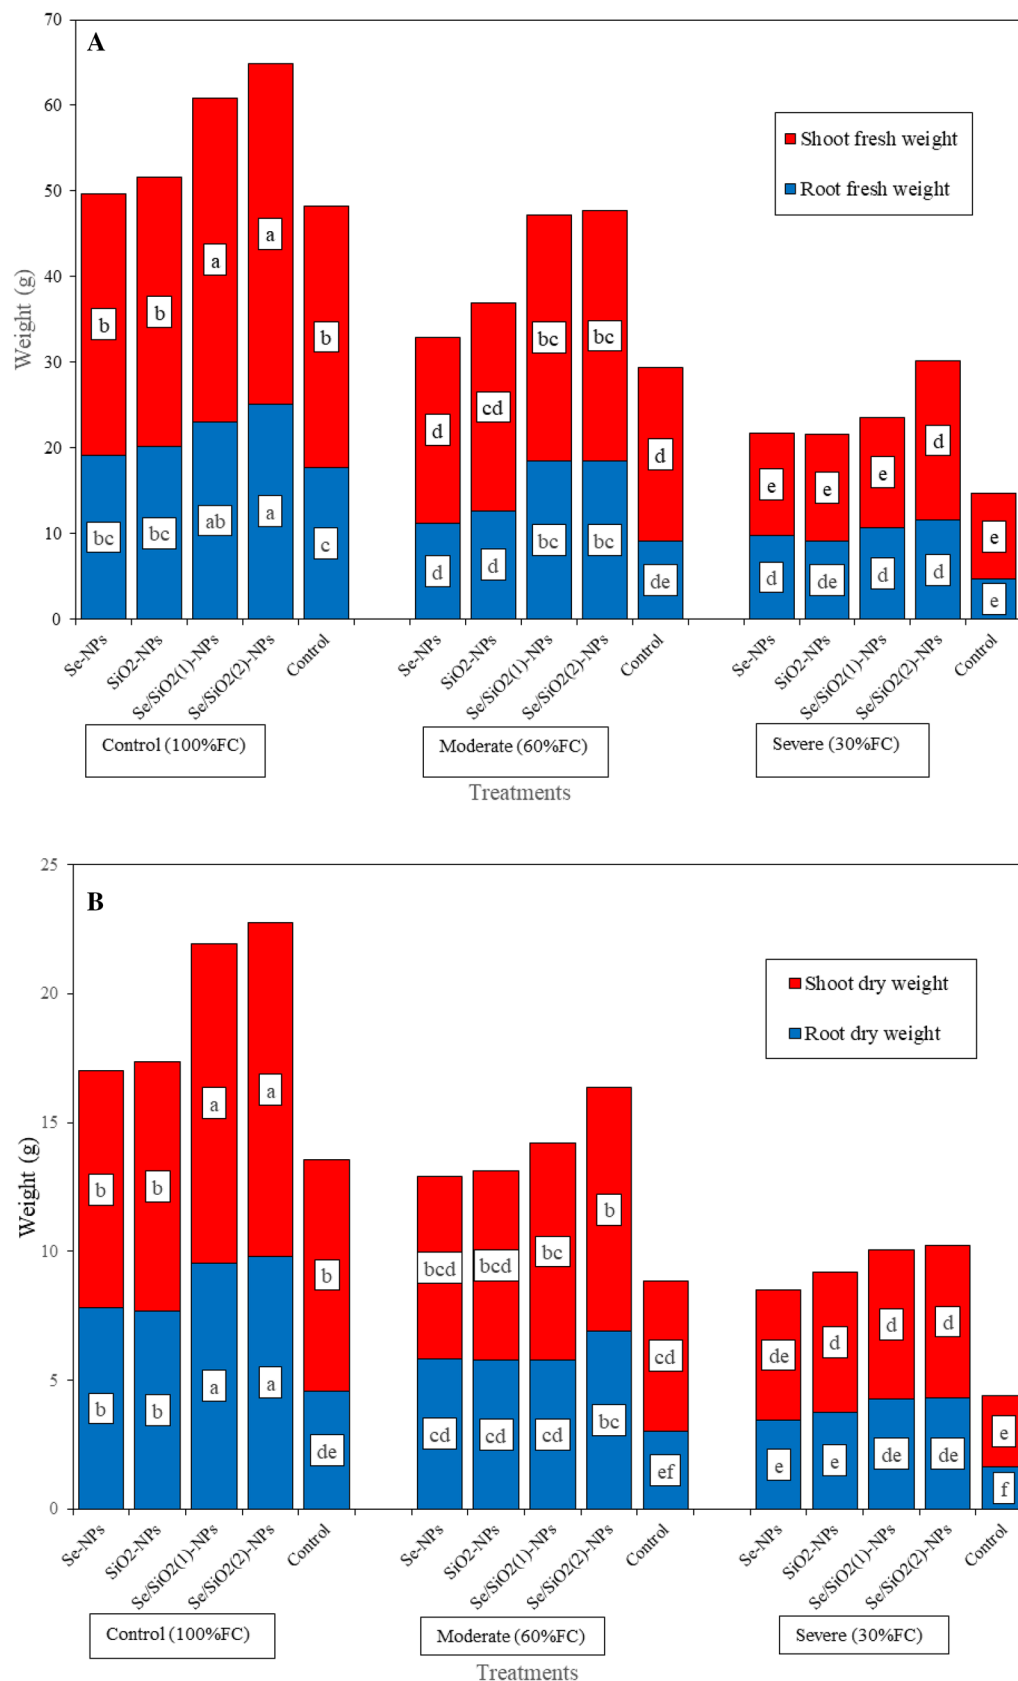 A
70
60
50
40
30
20
10
0
Weight (g)
Shoot fresh weight
Root fresh weight
b b a a b
bc bc ab a c
d cd bc bc d
d d bc bc de
e e e d e
d de d d e
Se-NPs SiO2-NPs Se/SiO2(1)-NPs Se/SiO2(2)-NPs Control
Se-NPs SiO2-NPs Se/SiO2(1)-NPs Se/SiO2(2)-NPs Control
Se-NPs SiO2-NPs Se/SiO2(1)-NPs Se/SiO2(2)-NPs Control
Control (100%FC) Moderate (60%FC) Severe (30%FC)
Treatments
B
25
20
15
10
5
0
Weight (g)
Shoot dry weight
Root dry weight
b b a a b
b b a a de
bcd bcd bc b cd
cd cd cd bc ef
de d d d e
e e de de f
Se-NPs SiO2-NPs Se/SiO2(1)-NPs Se/SiO2(2)-NPs Control
Se-NPs SiO2-NPs Se/SiO2(1)-NPs Se/SiO2(2)-NPs Control
Se-NPs SiO2-NPs Se/SiO2(1)-NPs Se/SiO2(2)-NPs Control
Control (100%FC) Moderate (60%FC) Severe (30%FC)
Treatments